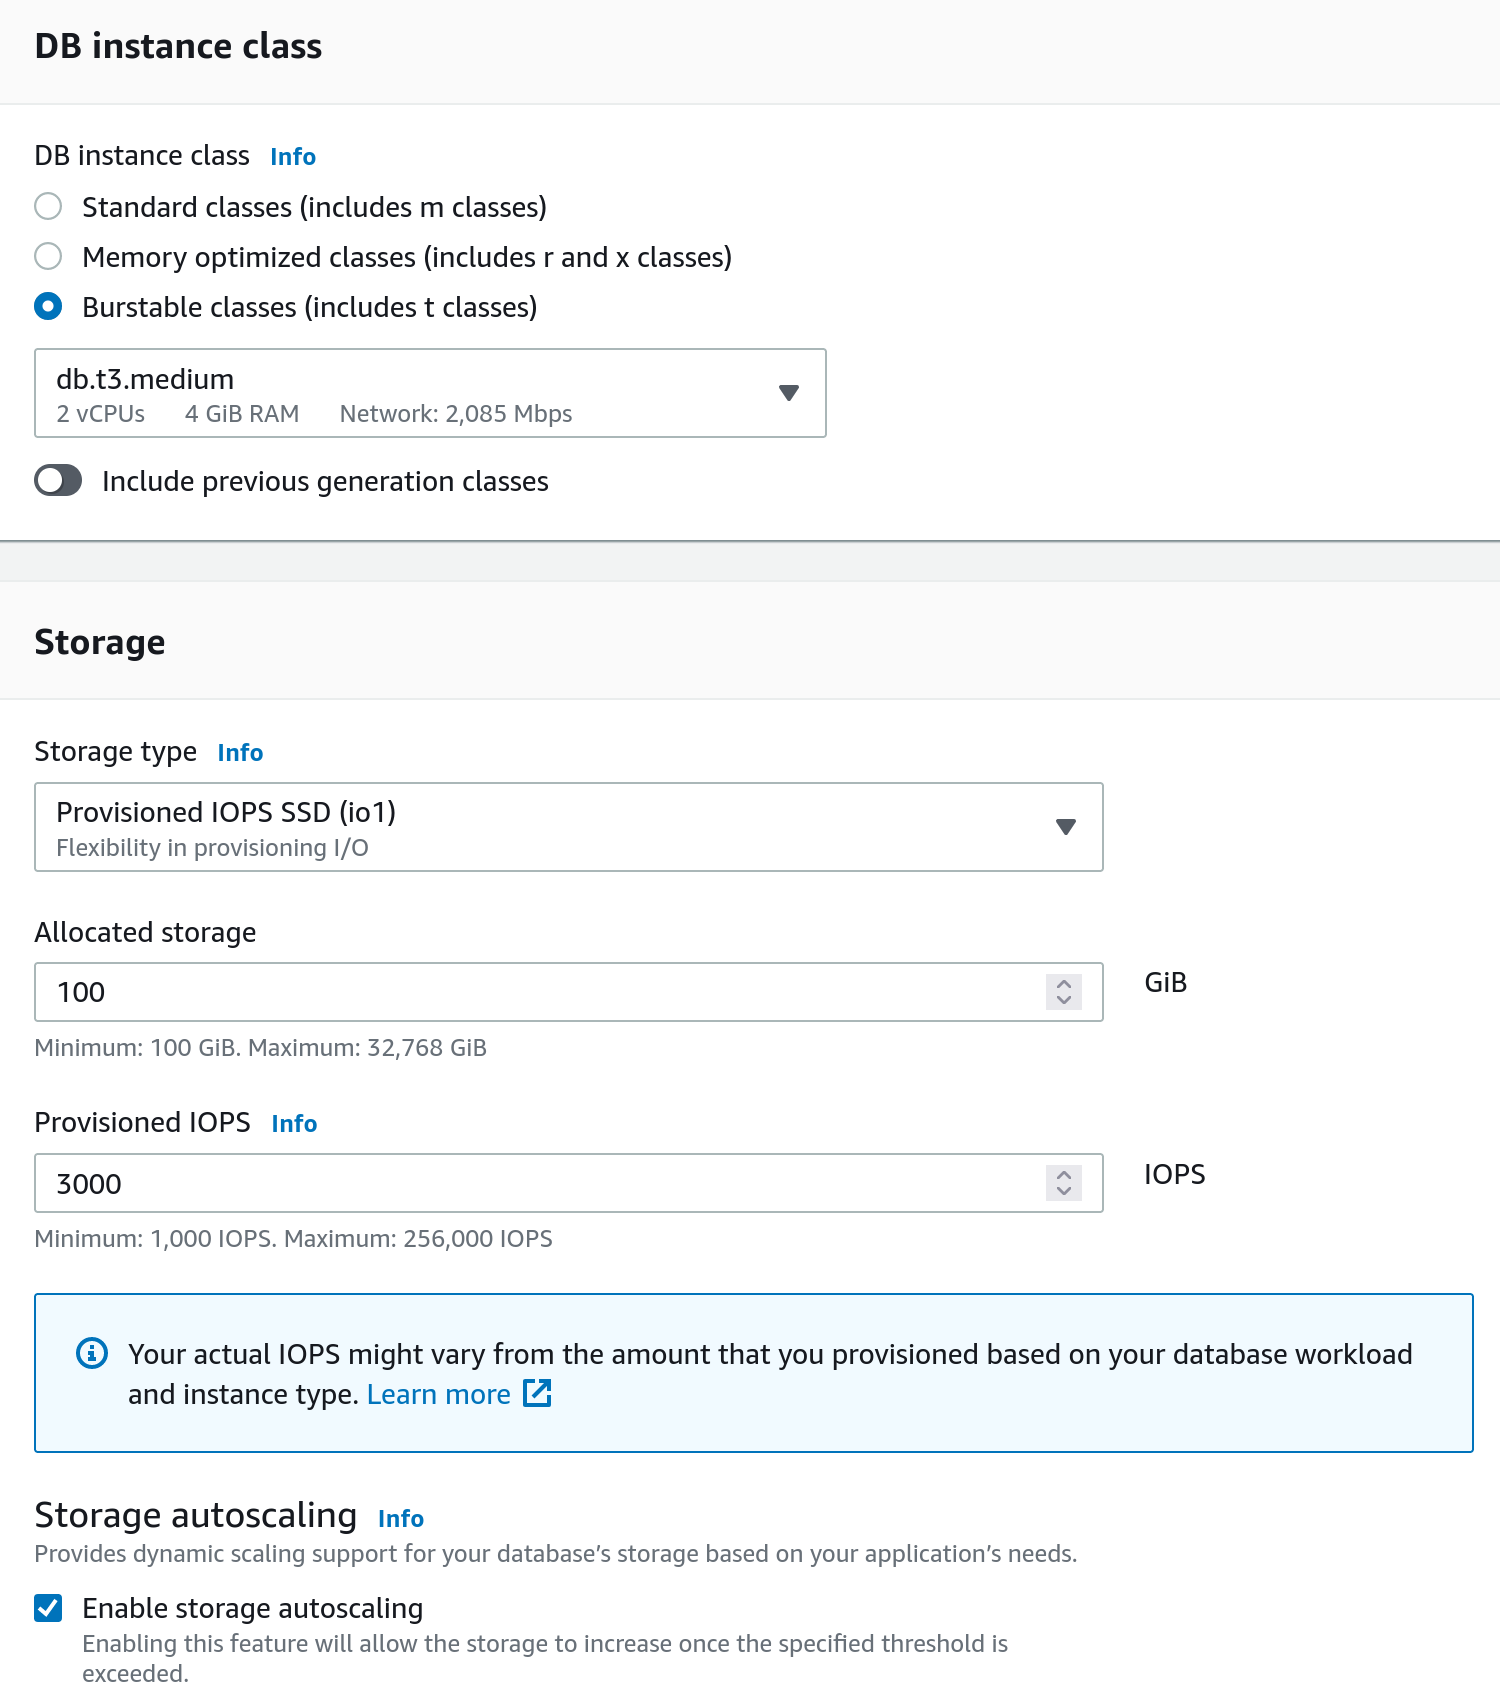 DB instance class
DB instance class Info
Standard classes (includes m classes)
Memory optimized classes (includes r and x classes)
Burstable classes (includes t classes)
db.t3.medium
2 vCPUs 4 GiB RAM Network: 2,085 Mbps
Include previous generation classes
Storage
Storage type Info
Provisioned IOPS SSD (io1)
Flexibility in provisioning I/O
Allocated storage
100 GiB
Minimum: 100 GiB. Maximum: 32,768 GiB
Provisioned IOPS Info
3000 IOPS
Minimum: 1,000 IOPS. Maximum: 256,000 IOPS
Your actual IOPS might vary from the amount that you provisioned based on your database workload
and instance type. Learn more
Storage autoscaling Info
Provides dynamic scaling support for your database’s storage based on your application’s needs.
Enable storage autoscaling
Enabling this feature will allow the storage to increase once the specified threshold is
exceeded.